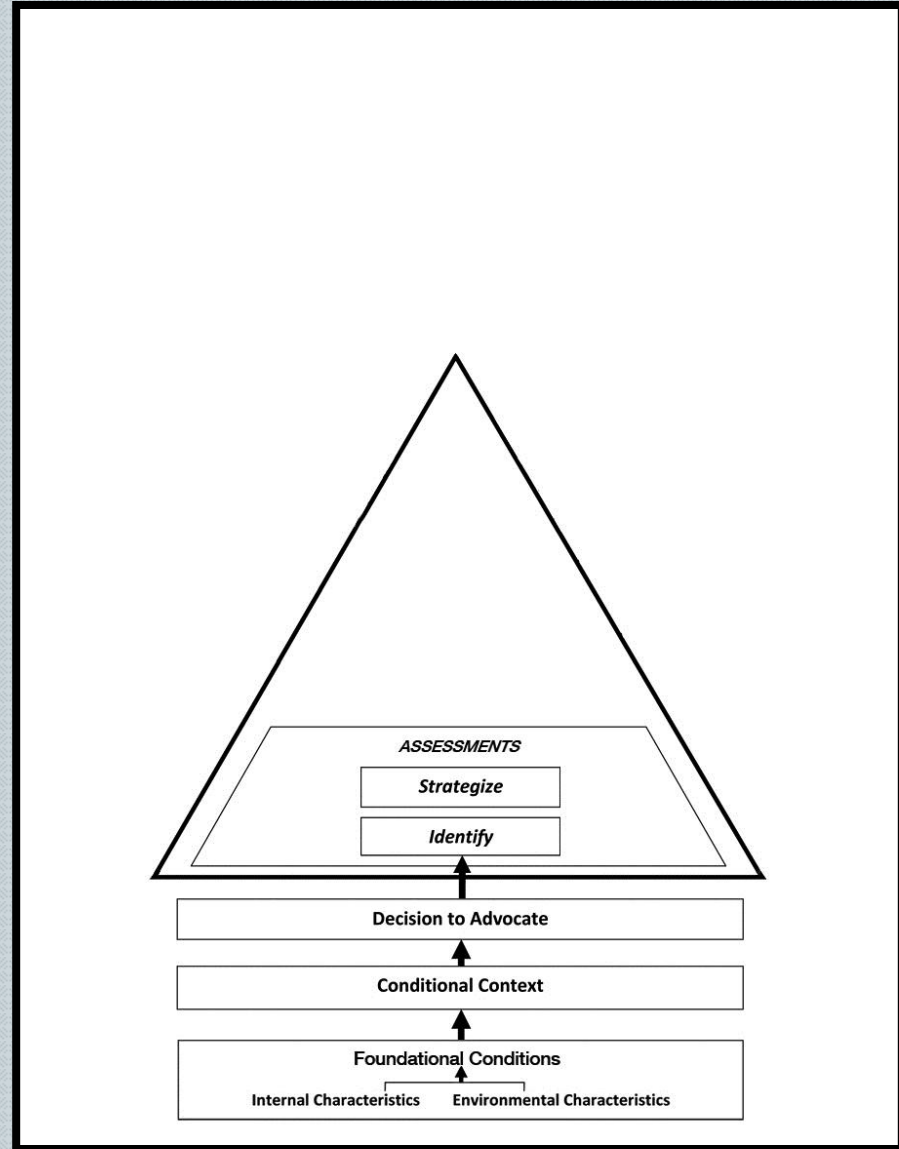 ASSESSMENTS
Strategize
Identify
Decision to Advocate
Conditional Context
Foundational Conditions
Internal Characteristics Environmental Characteristics